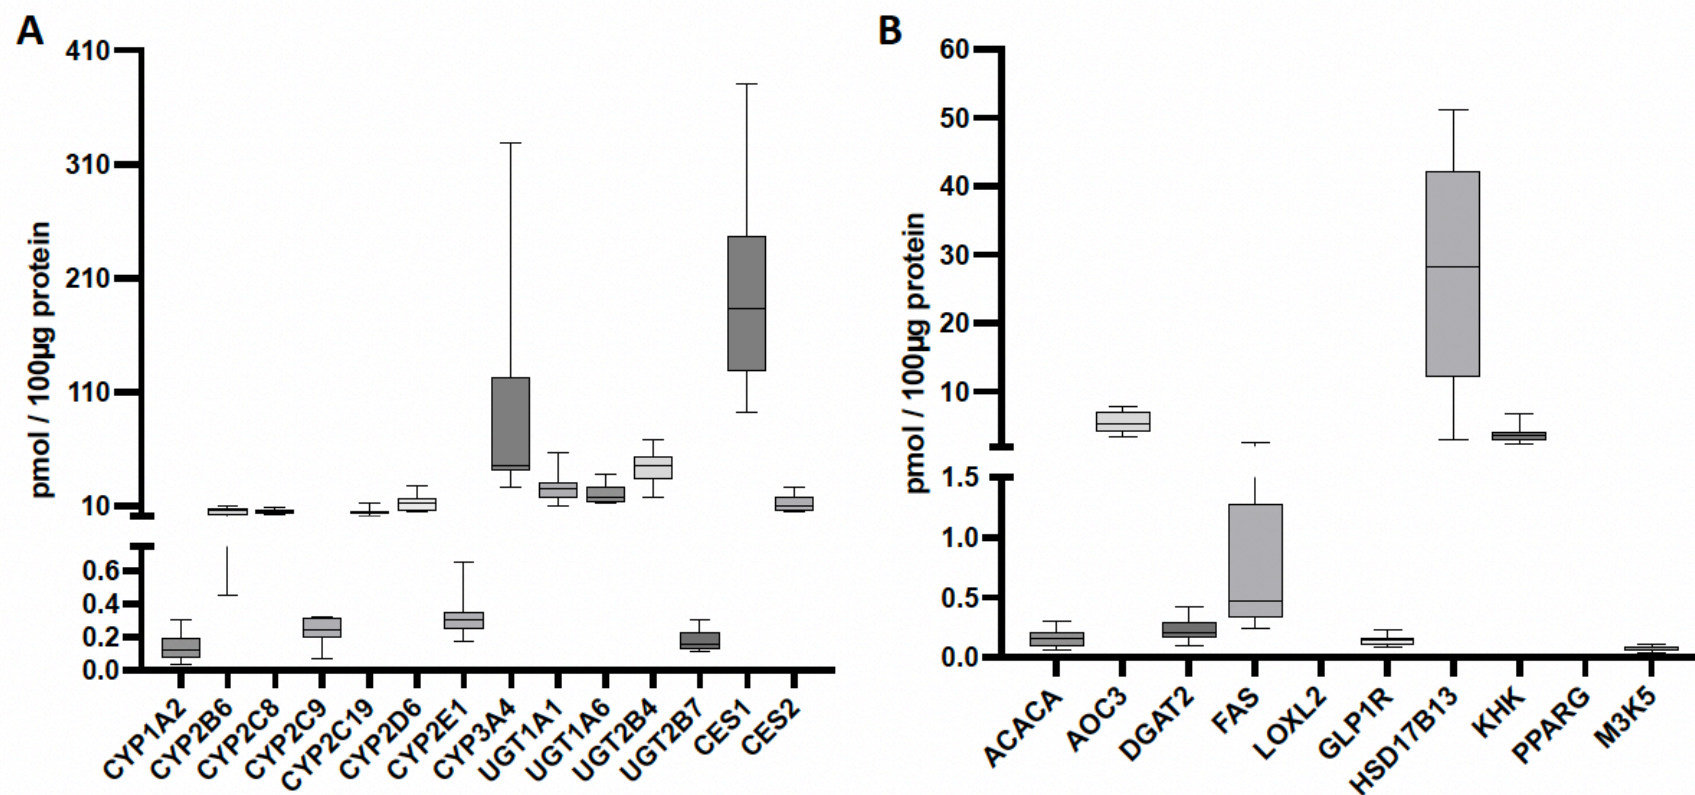 A
410
310
210
110
10
0.6
0.4
0.2
0.0
pmol / 100µg protein
CYP1A2
CYP2B6
CYP2C8
CYP2C9
CYP2C19
CYP2D6
CYP2E1
CYP3A4
UGT1A1
UGT1A6
UGT2B4
UGT2B7
CES1
CES2
B
60
50
40
30
20
10
1.5
1.0
0.5
0.0
pmol / 100µg protein
ACACA
AOC3
DGAT2
FAS
LOXL2
GLP1R
HSD17B13
KHK
PPARG
M3K5